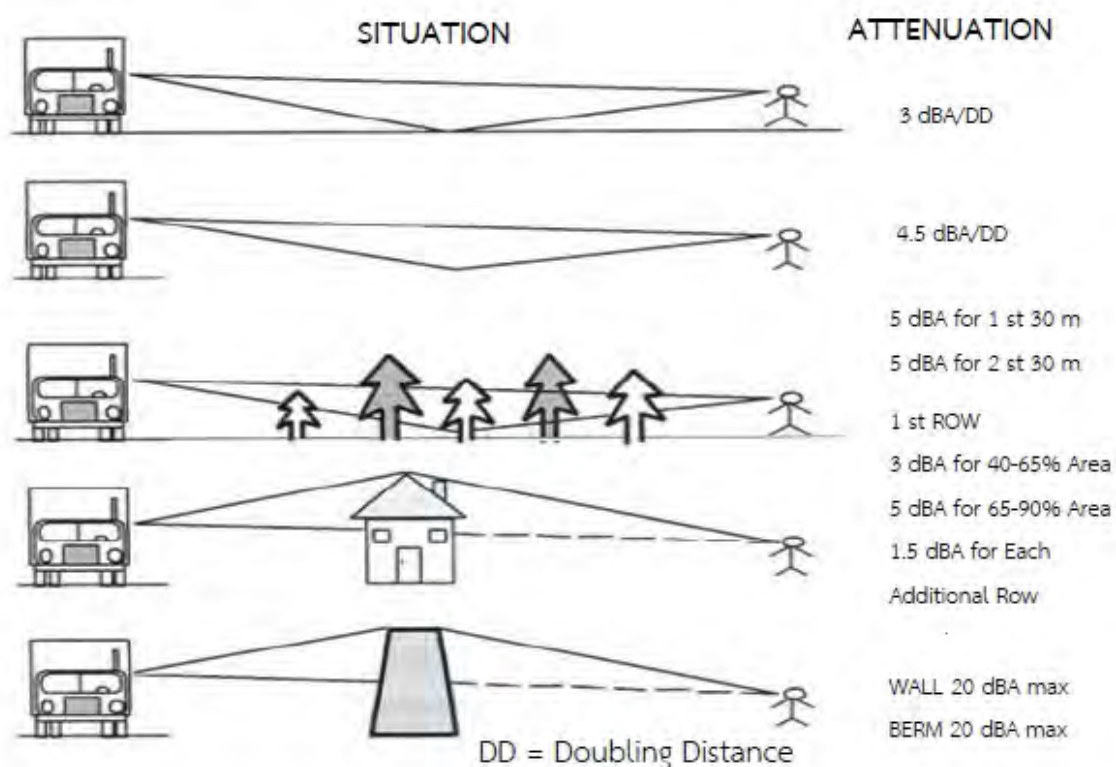 SITUATION
ATTENUATION
3 dBA/DD
4.5 dBA/DD
5 dBA for 1 st 30 m
5 dBA for 2 st 30 m
1 st ROW
3 dBA for 40-65% Area
5 dBA for 65-90% Area
1.5 dBA for Each
Additional Row
WALL 20 dBA max
BERM 20 dBA max
DD = Doubling Distance